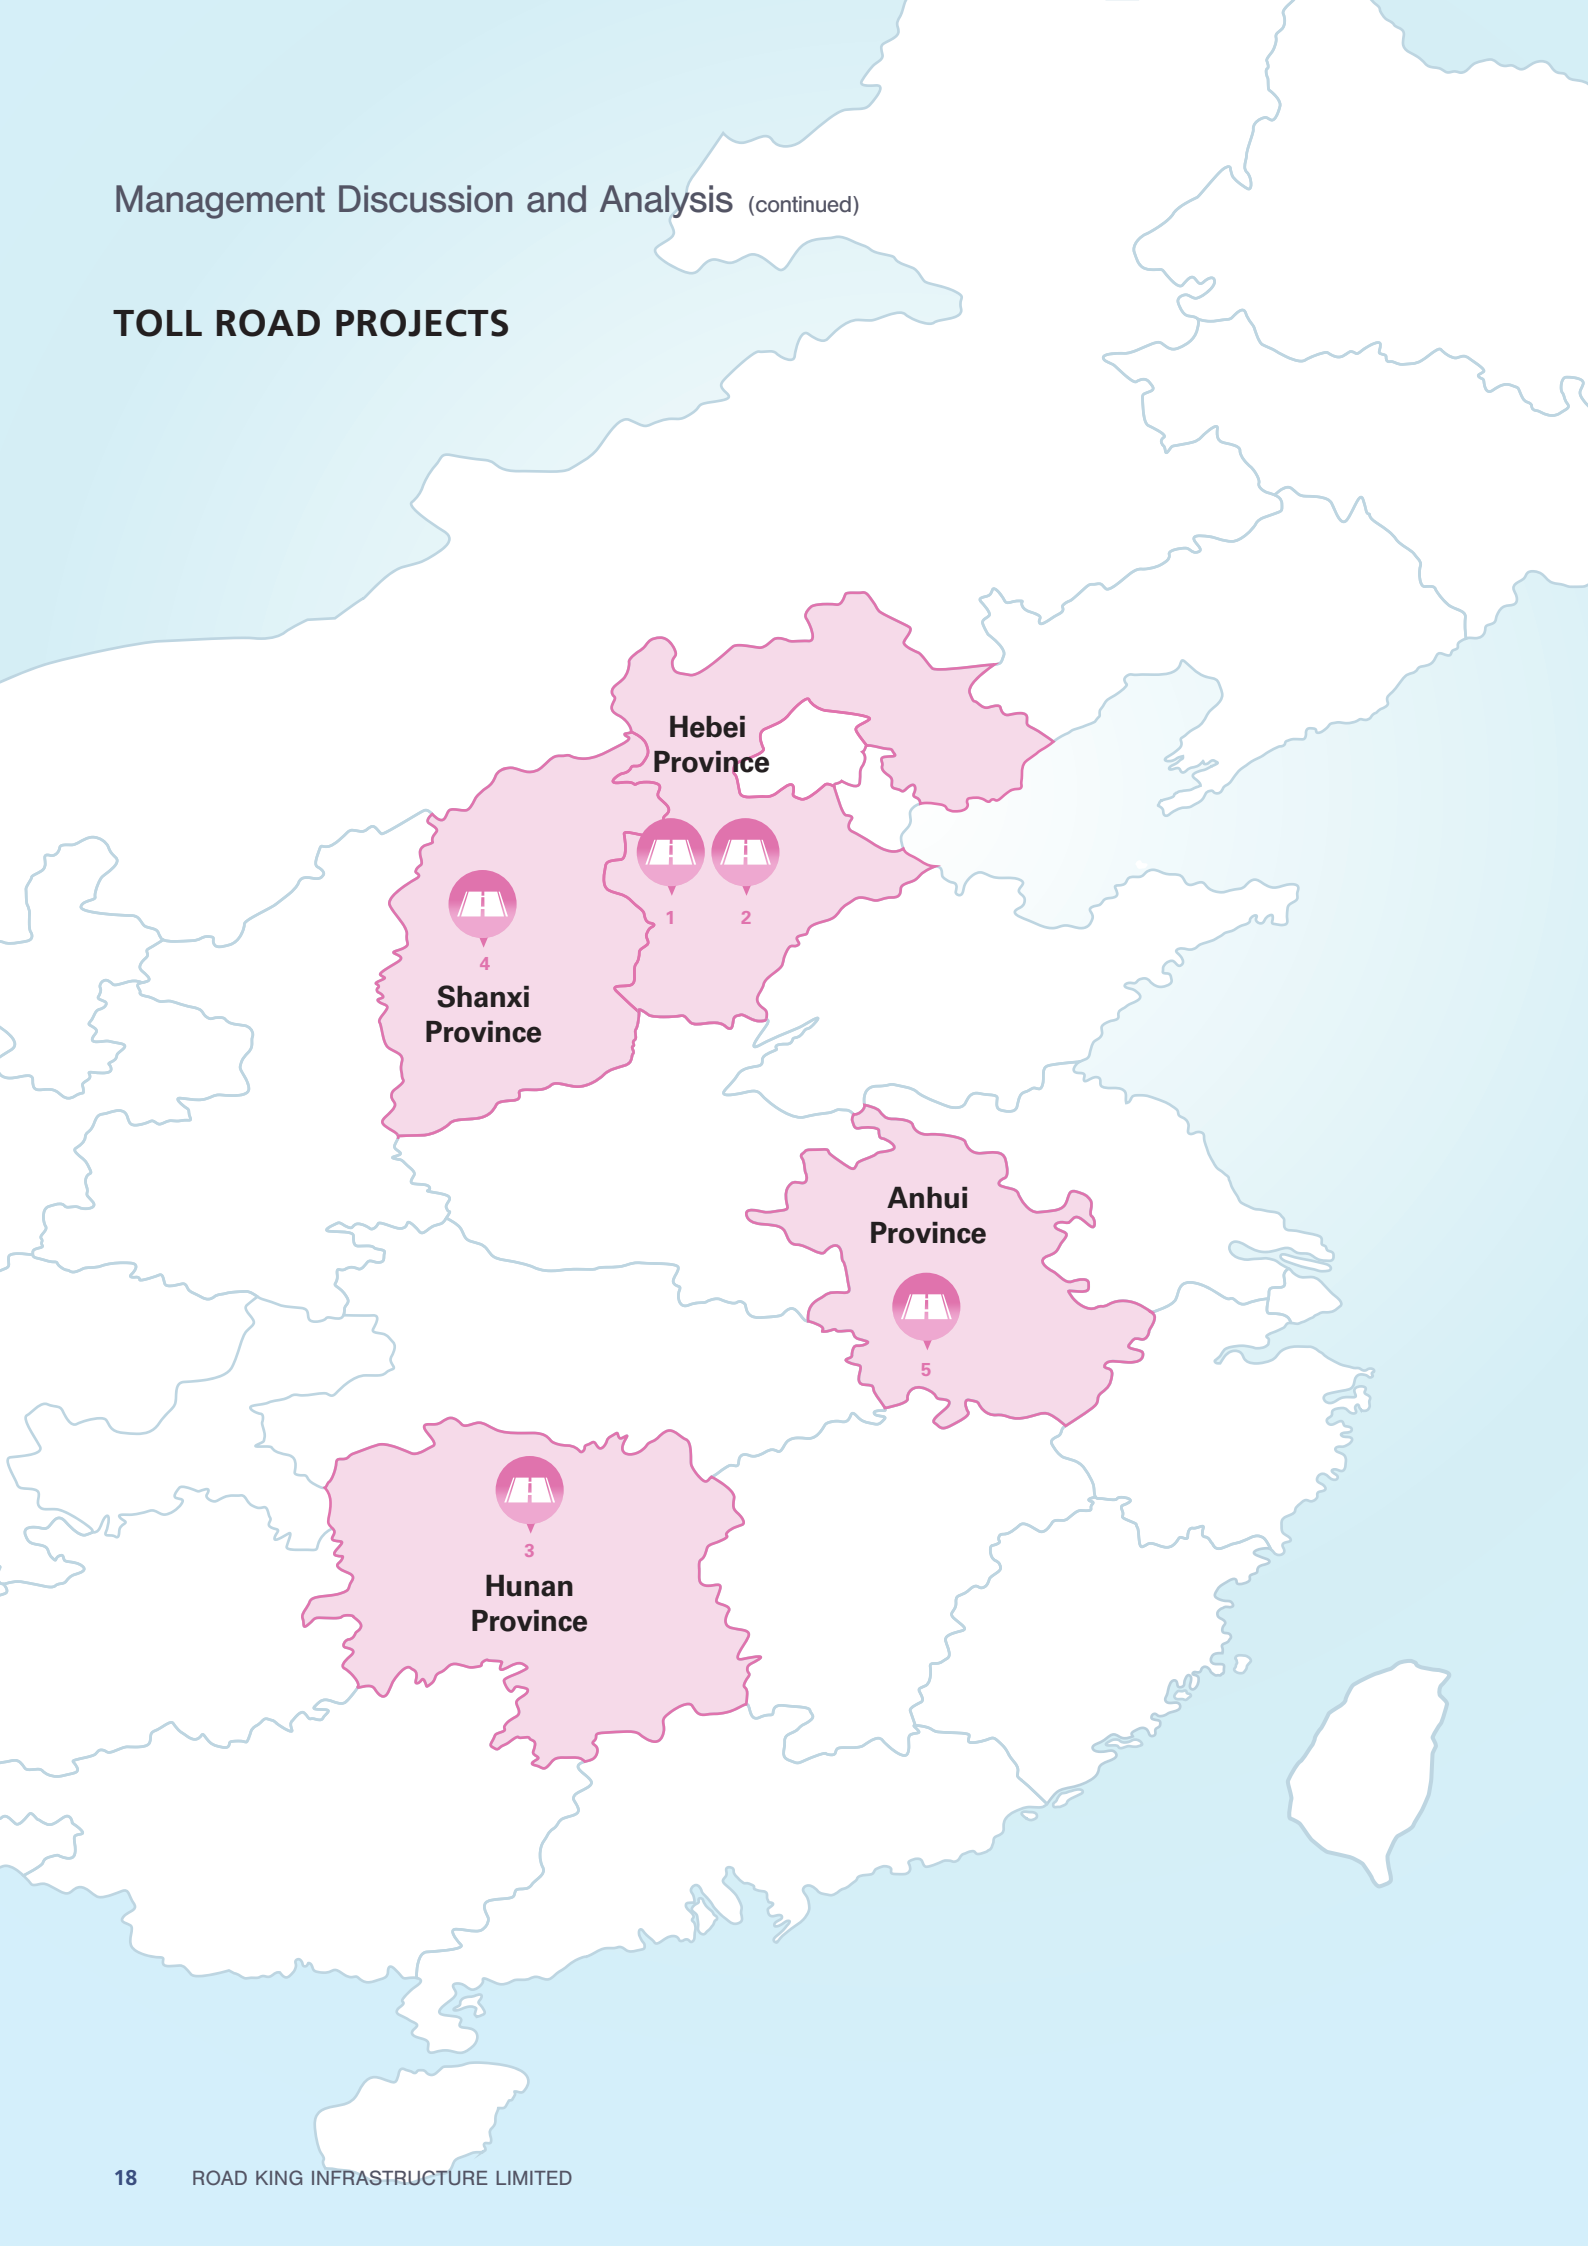 Management Discussion and Analysis (continued)
TOLL ROAD PROJECTS
Hebei
Province
1
2
4
Shanxi
Province
Anhui
Province
5
3
Hunan
Province
18 ROAD KING INFRASTRUCTURE LIMITED